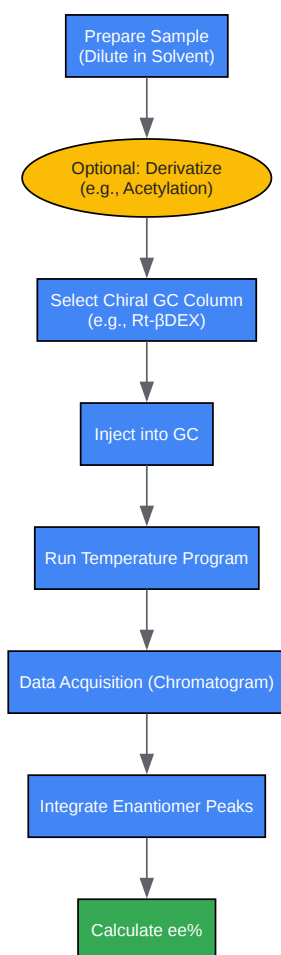 Prepare Sample
(Dilute in Solvent)
Optional: Derivatize
(e.g., Acetylation)
Select Chiral GC Column
(e.g., Rt-βDEX)
Inject into GC
Run Temperature Program
Data Acquisition (Chromatogram)
Integrate Enantiomer Peaks
Calculate ee%